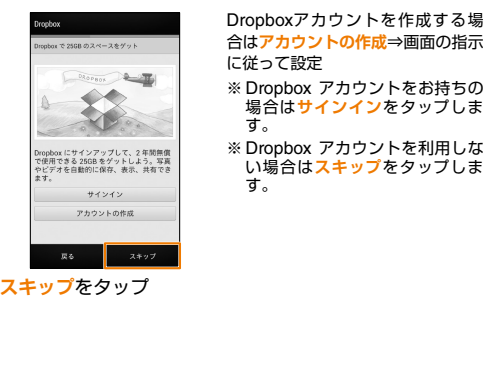 Dropbox
Dropbox で 25GB のスペースをゲット
DROPBOX
Dropbox にサインアップして、2 年間無償
で使用できる 25GB をゲットしよう。写真
やビデオを自動的に保存、表示、共有でき
ます。
サインイン
アカウントの作成
戻る
スキップ
スキップをタップ
Dropboxアカウントを作成する場
合はアカウントの作成⇒画面の指示
に従って設定
※ Dropbox アカウントをお持ちの
場合はサインインをタップしま
す。
※ Dropbox アカウントを利用しな
い場合はスキップをタップしま
す。